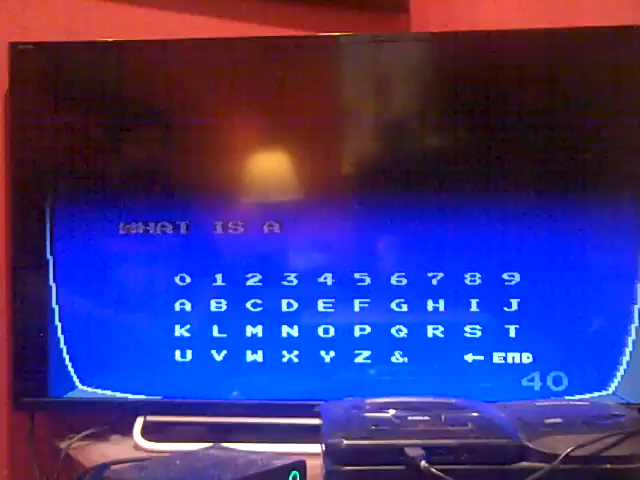 WHAT IS A
0 1 2 3 4 5 6 7 8 9
A B C D E F G H I J
K L M N O P Q R S T
U V W X Y Z & ← END
40